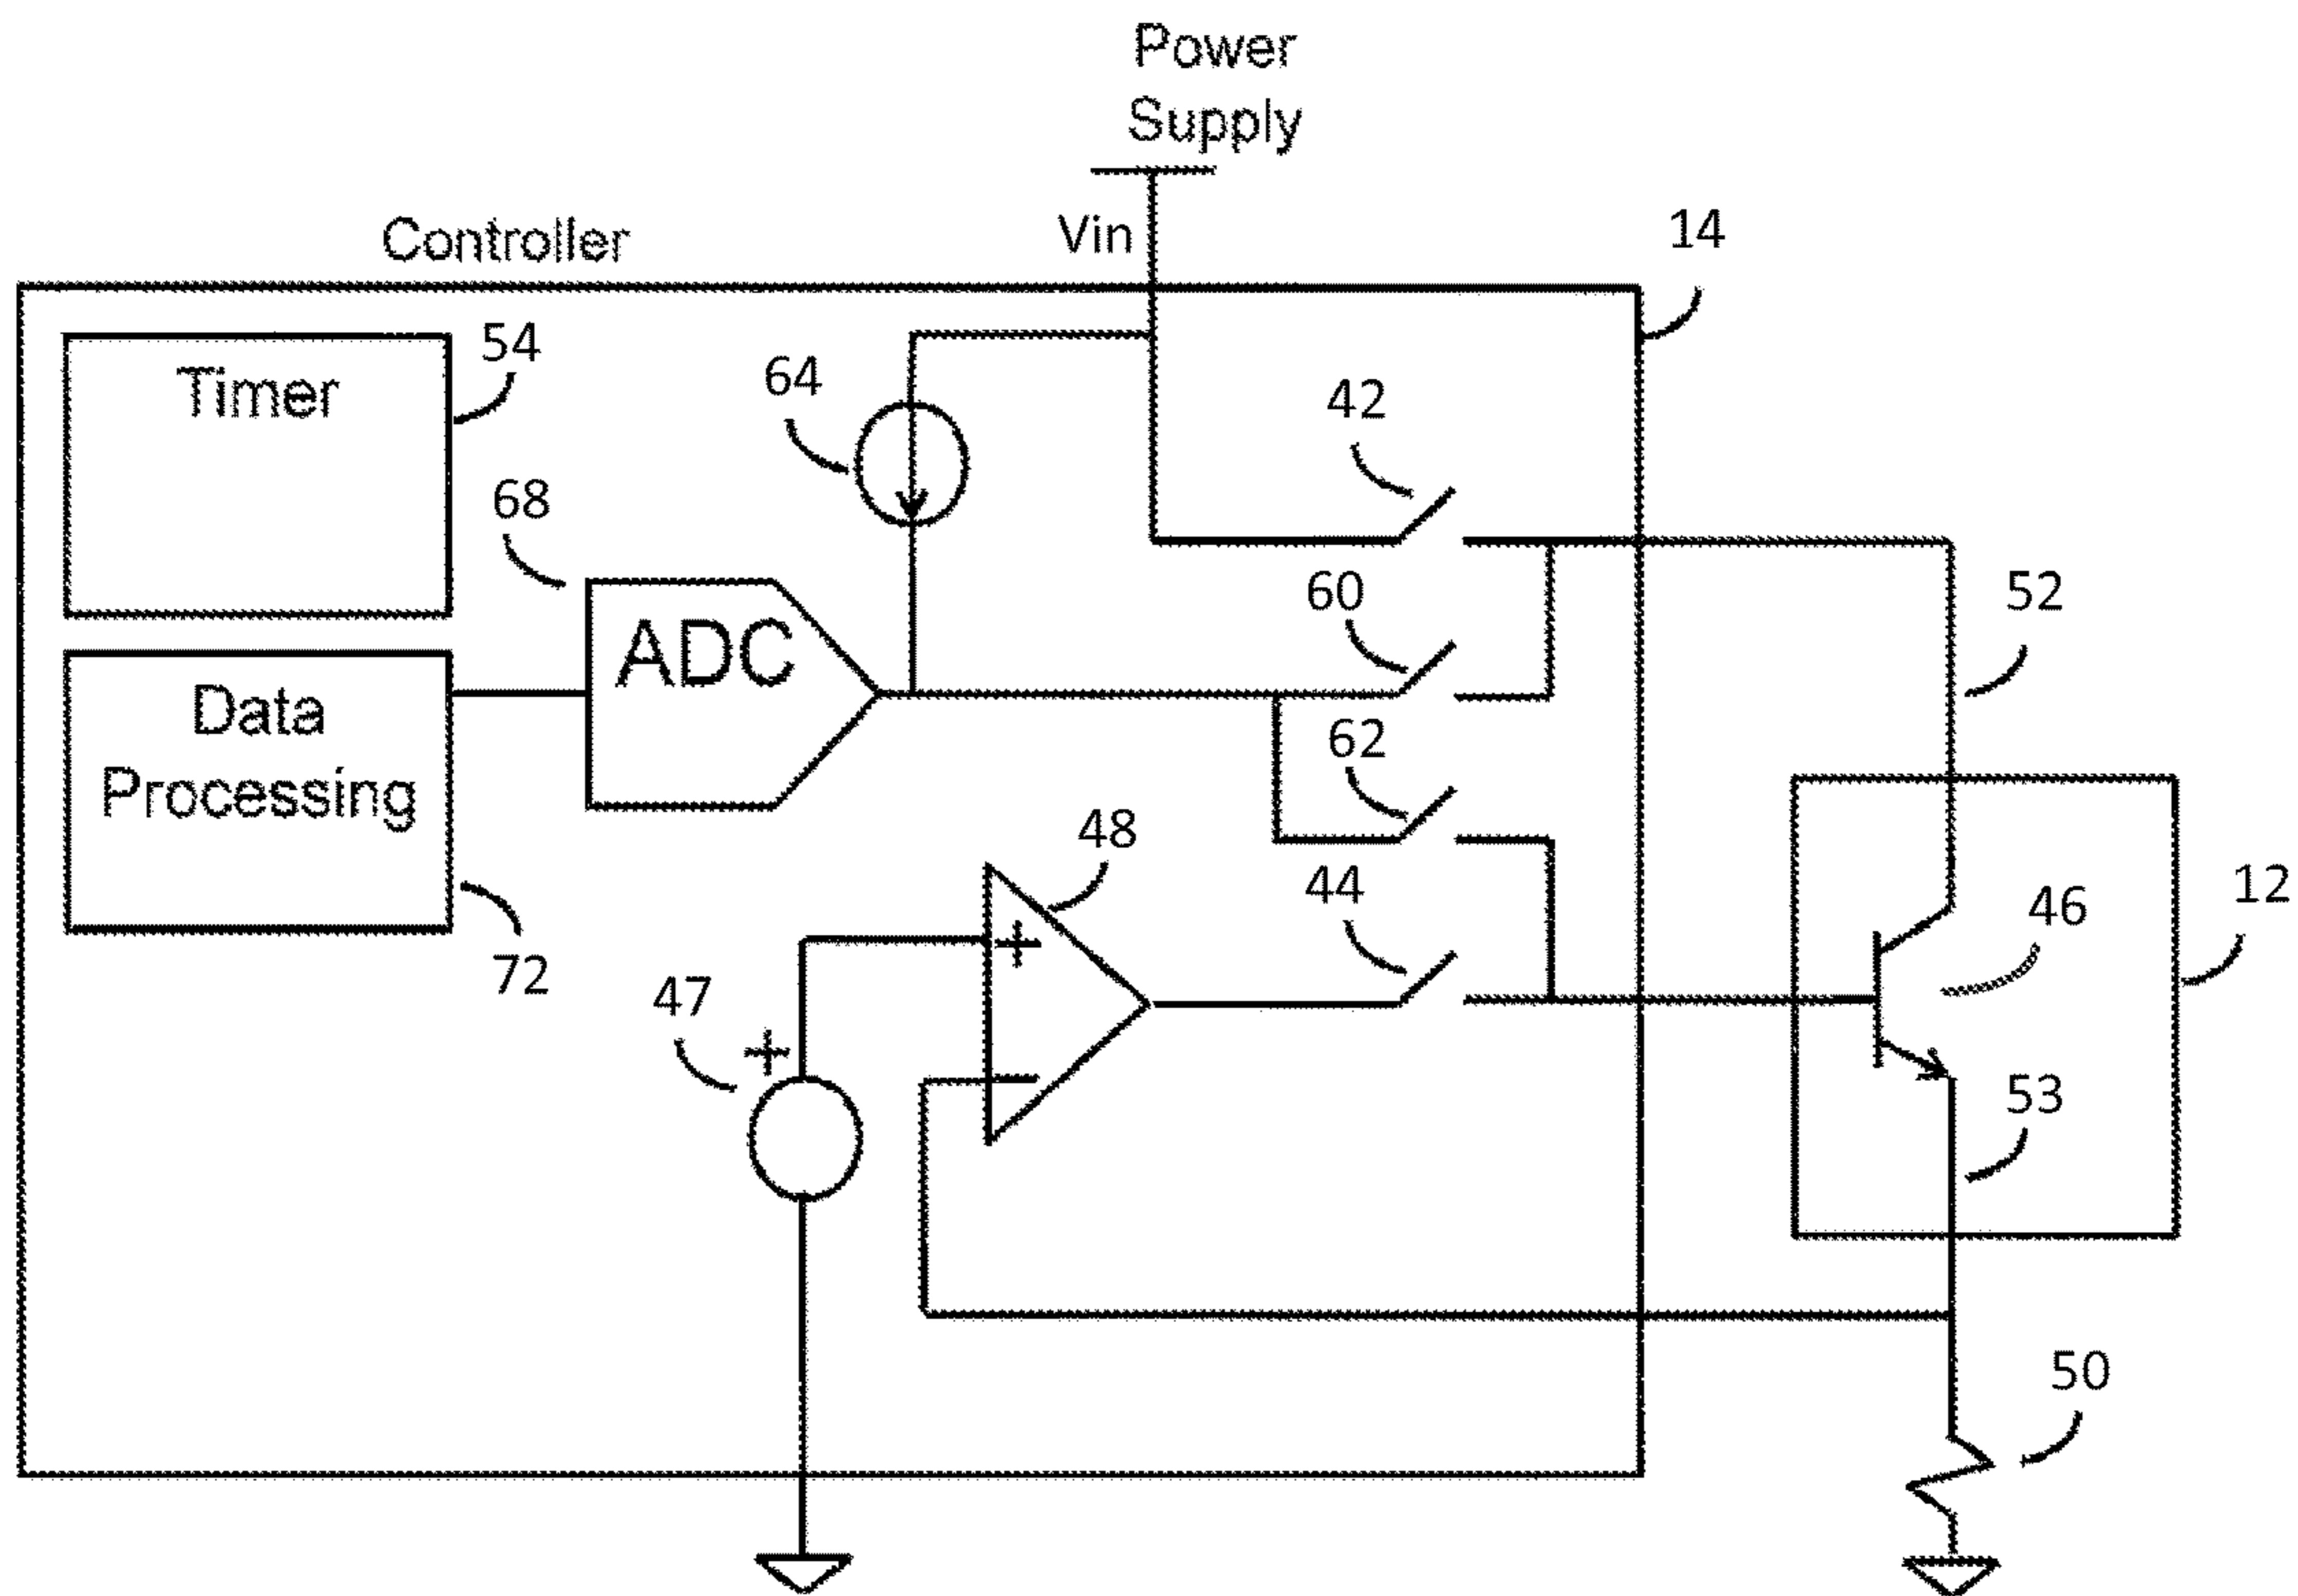 Power
Supply
Controller
Vin
14
Timer
54
64
42
68
ADC
60
52
Data
Processing
62
48
44
12
46
72
47
+
+
−
53
50